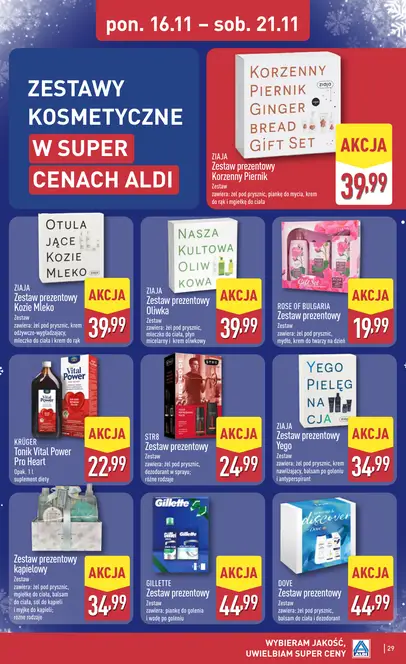 pon. 16.11 – sob. 21.11
ZESTAWY
KOSMETYCZNE
W SUPER
CENACH ALDI
KORZENNY
PIERNIK
GINGER
BREAD
GIFT SET
ziaja
ZIAJA
Zestaw prezentowy
Korzenny Piernik
Zestaw
zawiera: żel pod prysznic, piankę do mycia, krem
do rąk i mgiełkę do ciała
AKCJA
39,99
OTULA
JĄCE
KOZIE
MLEKO
ZIAJA
Zestaw prezentowy
Kozie Mleko
Zestaw
zawiera: żel pod prysznic, krem
odżywczo-wygładzający,
mleczko do ciała i krem do rąk
AKCJA
39,99
NASZA
KULTOWA
OLIW
KOWA
ZIAJA
Zestaw prezentowy
Oliwka
Zestaw
zawiera: żel pod prysznic,
mleczko do ciała, płyn
micelarny i krem oliwkowy
AKCJA
39,99
Gift Set
ROSE OF BULGARIA
Zestaw prezentowy
Zestaw
zawiera: żel pod prysznic,
mydło, krem do twarzy na dzień
AKCJA
19,99
Vital
Power
KRÜGER
Tonik Vital Power
Pro Heart
Opak. 1 l
suplement diety
AKCJA
22,99
STR8
STR8
Zestaw prezentowy
Zestaw
zawiera: żel pod prysznic,
dezodorant w sprayu;
różne rodzaje
AKCJA
24,99
YEGO
PIELĘG
NA
CJA
ZIAJA
Zestaw prezentowy
Yego
Zestaw
zawiera: żel pod prysznic, krem
nawilżający, balsam po goleniu
i antyperspirant
AKCJA
34,99
Zestaw prezentowy
kąpielowy
Zestaw
zawiera: żel pod prysznic,
mgiełkę do ciała, balsam
do ciała, sól do kąpieli
i myjkę do kąpieli;
różne rodzaje
AKCJA
34,99
Gillette
GILLETTE
Zestaw prezentowy
Zestaw
zawiera: piankę do golenia
i wodę po goleniu
AKCJA
44,99
discover
Dove
DOVE
Zestaw prezentowy
Zestaw
zawiera: żel pod prysznic, balsam
do ciała i dezodorant
AKCJA
44,99
WYBIERAM JAKOŚĆ,
UWIELBIAM SUPER CENY
ALDI
29